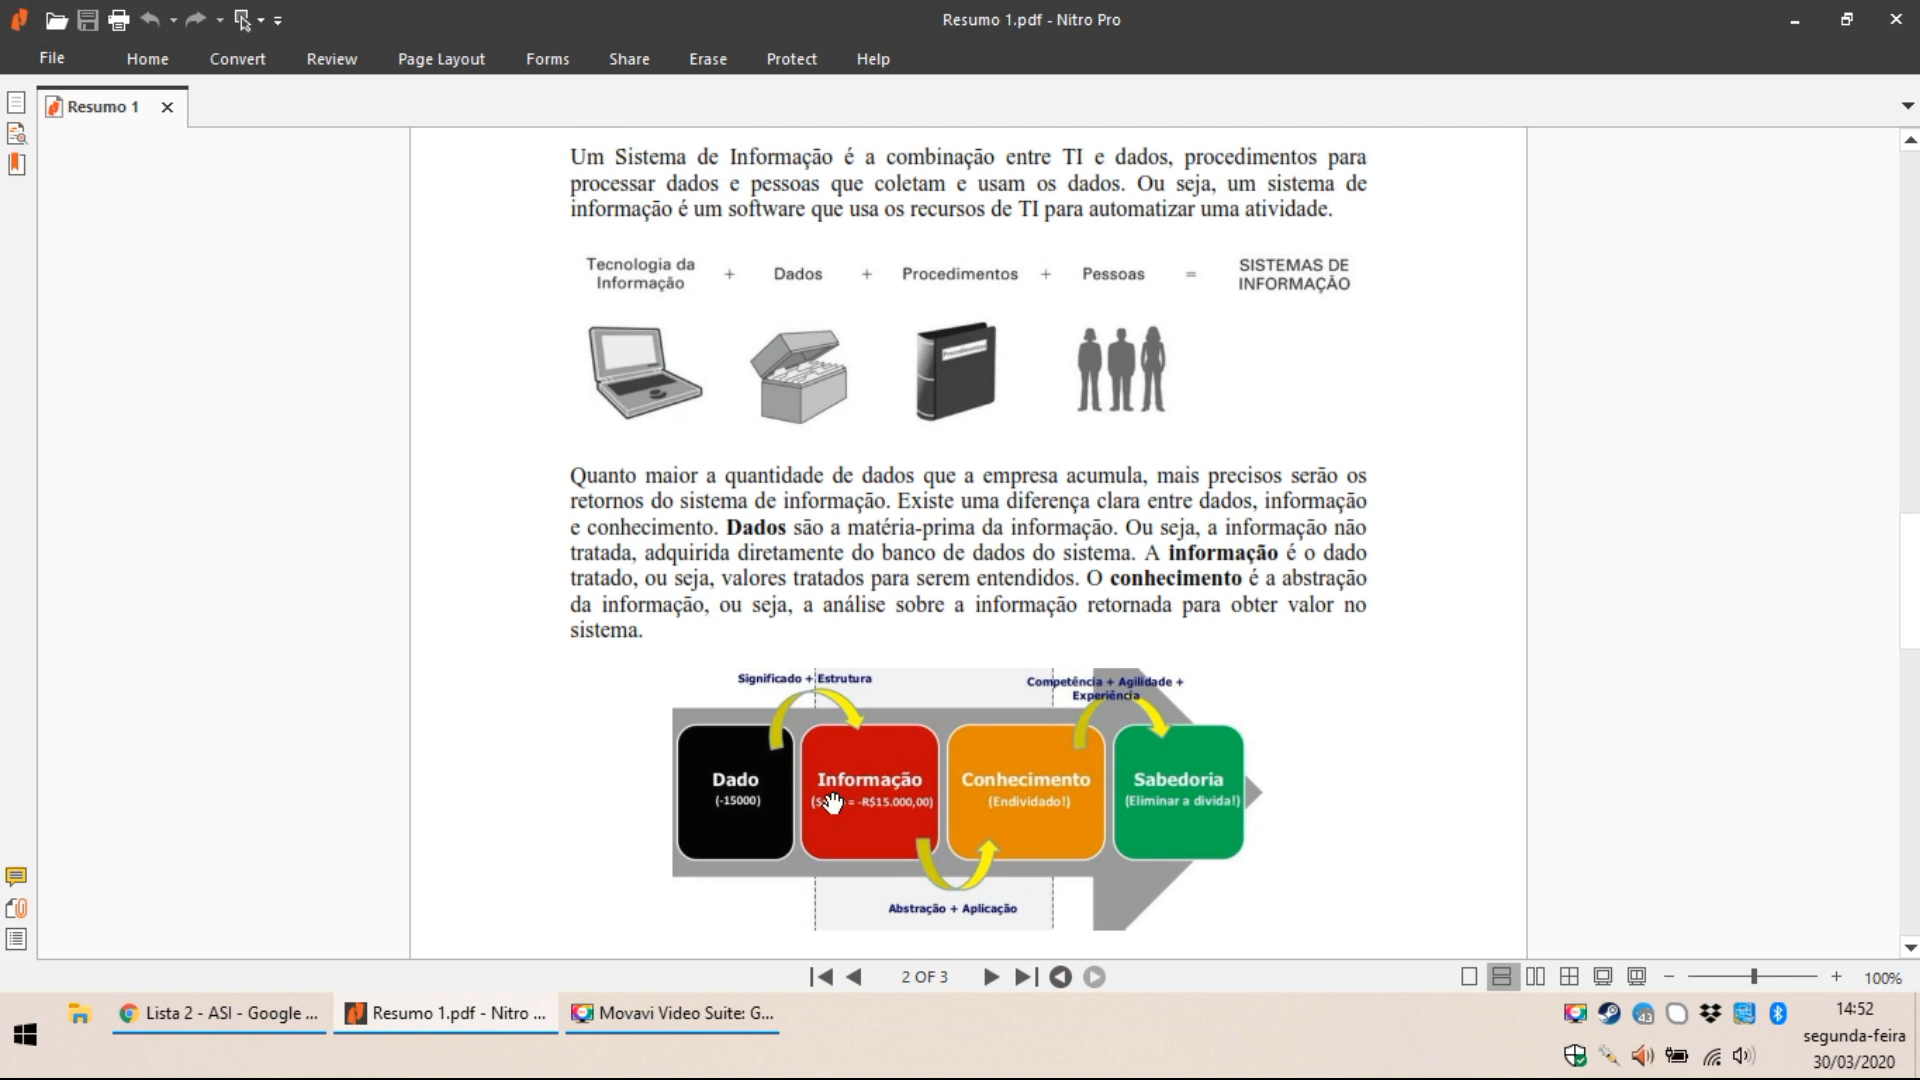 Resumo 1.pdf - Nitro Pro
File Home Convert Review Page Layout Forms Share Erase Protect Help
Resumo 1
Um Sistema de Informação é a combinação entre TI e dados, procedimentos para
processar dados e pessoas que coletam e usam os dados. Ou seja, um sistema de
informação é um software que usa os recursos de TI para automatizar uma atividade.
Tecnologia da Informação + Dados + Procedimentos + Pessoas = SISTEMAS DE INFORMAÇÃO
Procedimentos
Quanto maior a quantidade de dados que a empresa acumula, mais precisos serão os
retornos do sistema de informação. Existe uma diferença clara entre dados, informação
e conhecimento. Dados são a matéria-prima da informação. Ou seja, a informação não
tratada, adquirida diretamente do banco de dados do sistema. A informação é o dado
tratado, ou seja, valores tratados para serem entendidos. O conhecimento é a abstração
da informação, ou seja, a análise sobre a informação retornada para obter valor no
sistema.
Significado + Estrutura
Competência + Agilidade +
Experiência
Dado Informação Conhecimento Sabedoria
(-15000) = -R$15.000,00) (Endividado!) (Eliminar a divida!)
Abstração + Aplicação
2 OF 3
100%
Lista 2 - ASI - Google ... Resumo 1.pdf - Nitro ... Movavi Video Suite: G...
43
14:52
segunda-feira
30/03/2020